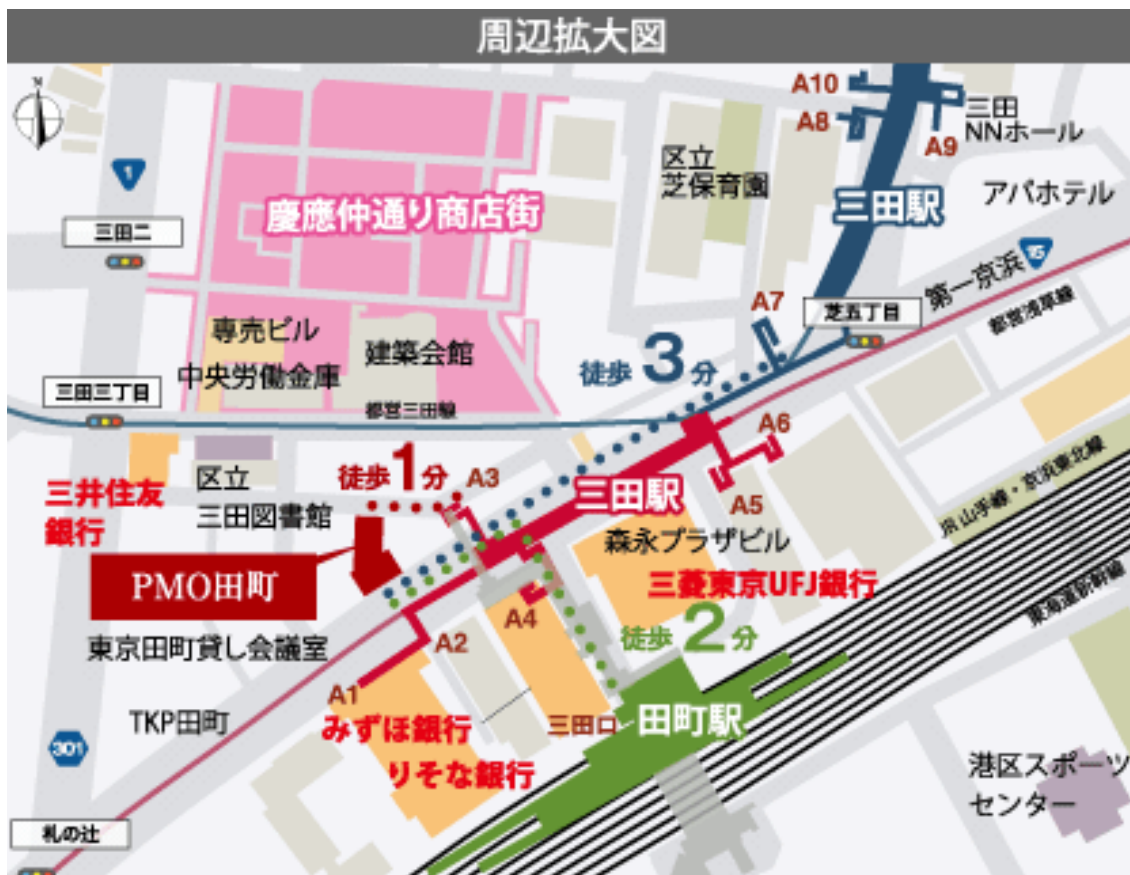 周辺拡大図
N
A10
A8
A9
三田
NNホール
1
区立
芝保育園
三田駅
アパホテル
三田二
慶應仲通り商店街
15
第一京浜
都営浅草線
A7
芝五丁目
専売ビル
中央労働金庫
建築会館
徒歩3分
三田三丁目
都営三田線
A6
三井住友
銀行
区立
三田図書館
徒歩1分
A3
三田駅
A5
JR山手線・京浜東北線
森永プラザビル
三菱東京UFJ銀行
東海道新幹線
PMO田町
A4
徒歩2分
東京田町貸し会議室
A2
A1
TKP田町
みずほ銀行
三田口
田町駅
301
りそな銀行
港区スポーツ
センター
札の辻